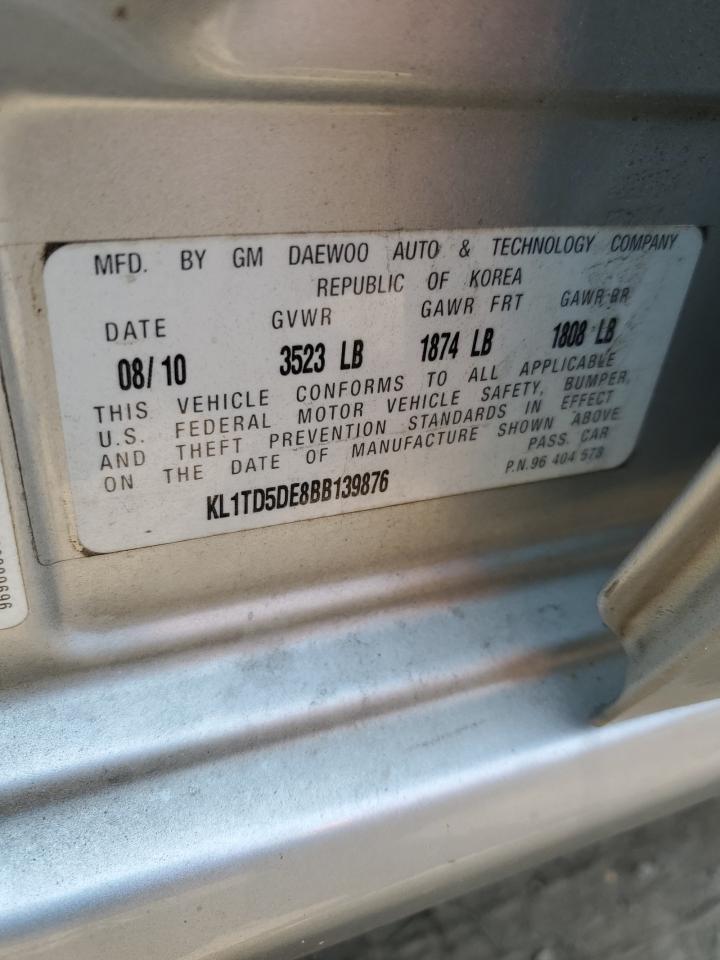 MFD. BY GM DAEWOO AUTO & TECHNOLOGY COMPANY
REPUBLIC OF KOREA
DATE GVWR GAWR FRT GAWR RR
08/10 3523 LB 1874 LB 1808 LB
THIS VEHICLE CONFORMS TO ALL APPLICABLE
U.S. FEDERAL MOTOR VEHICLE SAFETY, BUMPER,
AND THEFT PREVENTION STANDARDS IN EFFECT
ON THE DATE OF MANUFACTURE SHOWN ABOVE
PASS. CAR
KL1TD5DE8BB139876
P.N.96 404 573